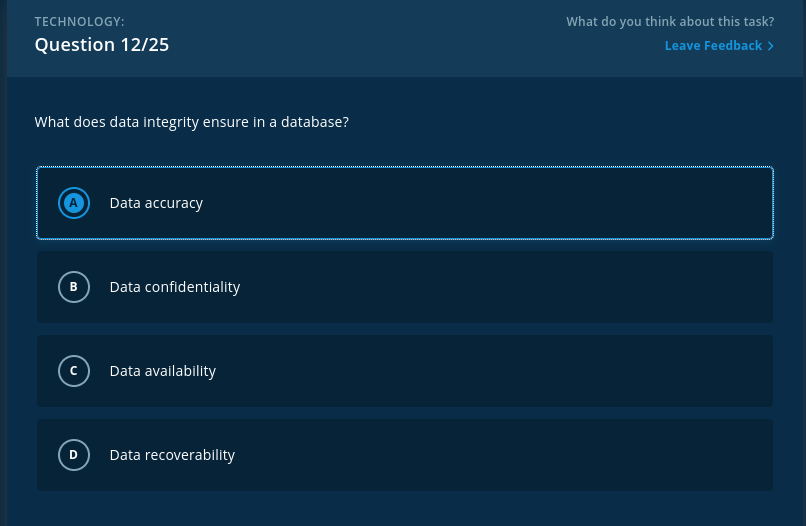 TECHNOLOGY:
What do you think about this task?
Question 12/25
Leave Feedback
What does data integrity ensure in a database?
A Data accuracy
B Data confidentiality
C Data availability
D Data recoverability